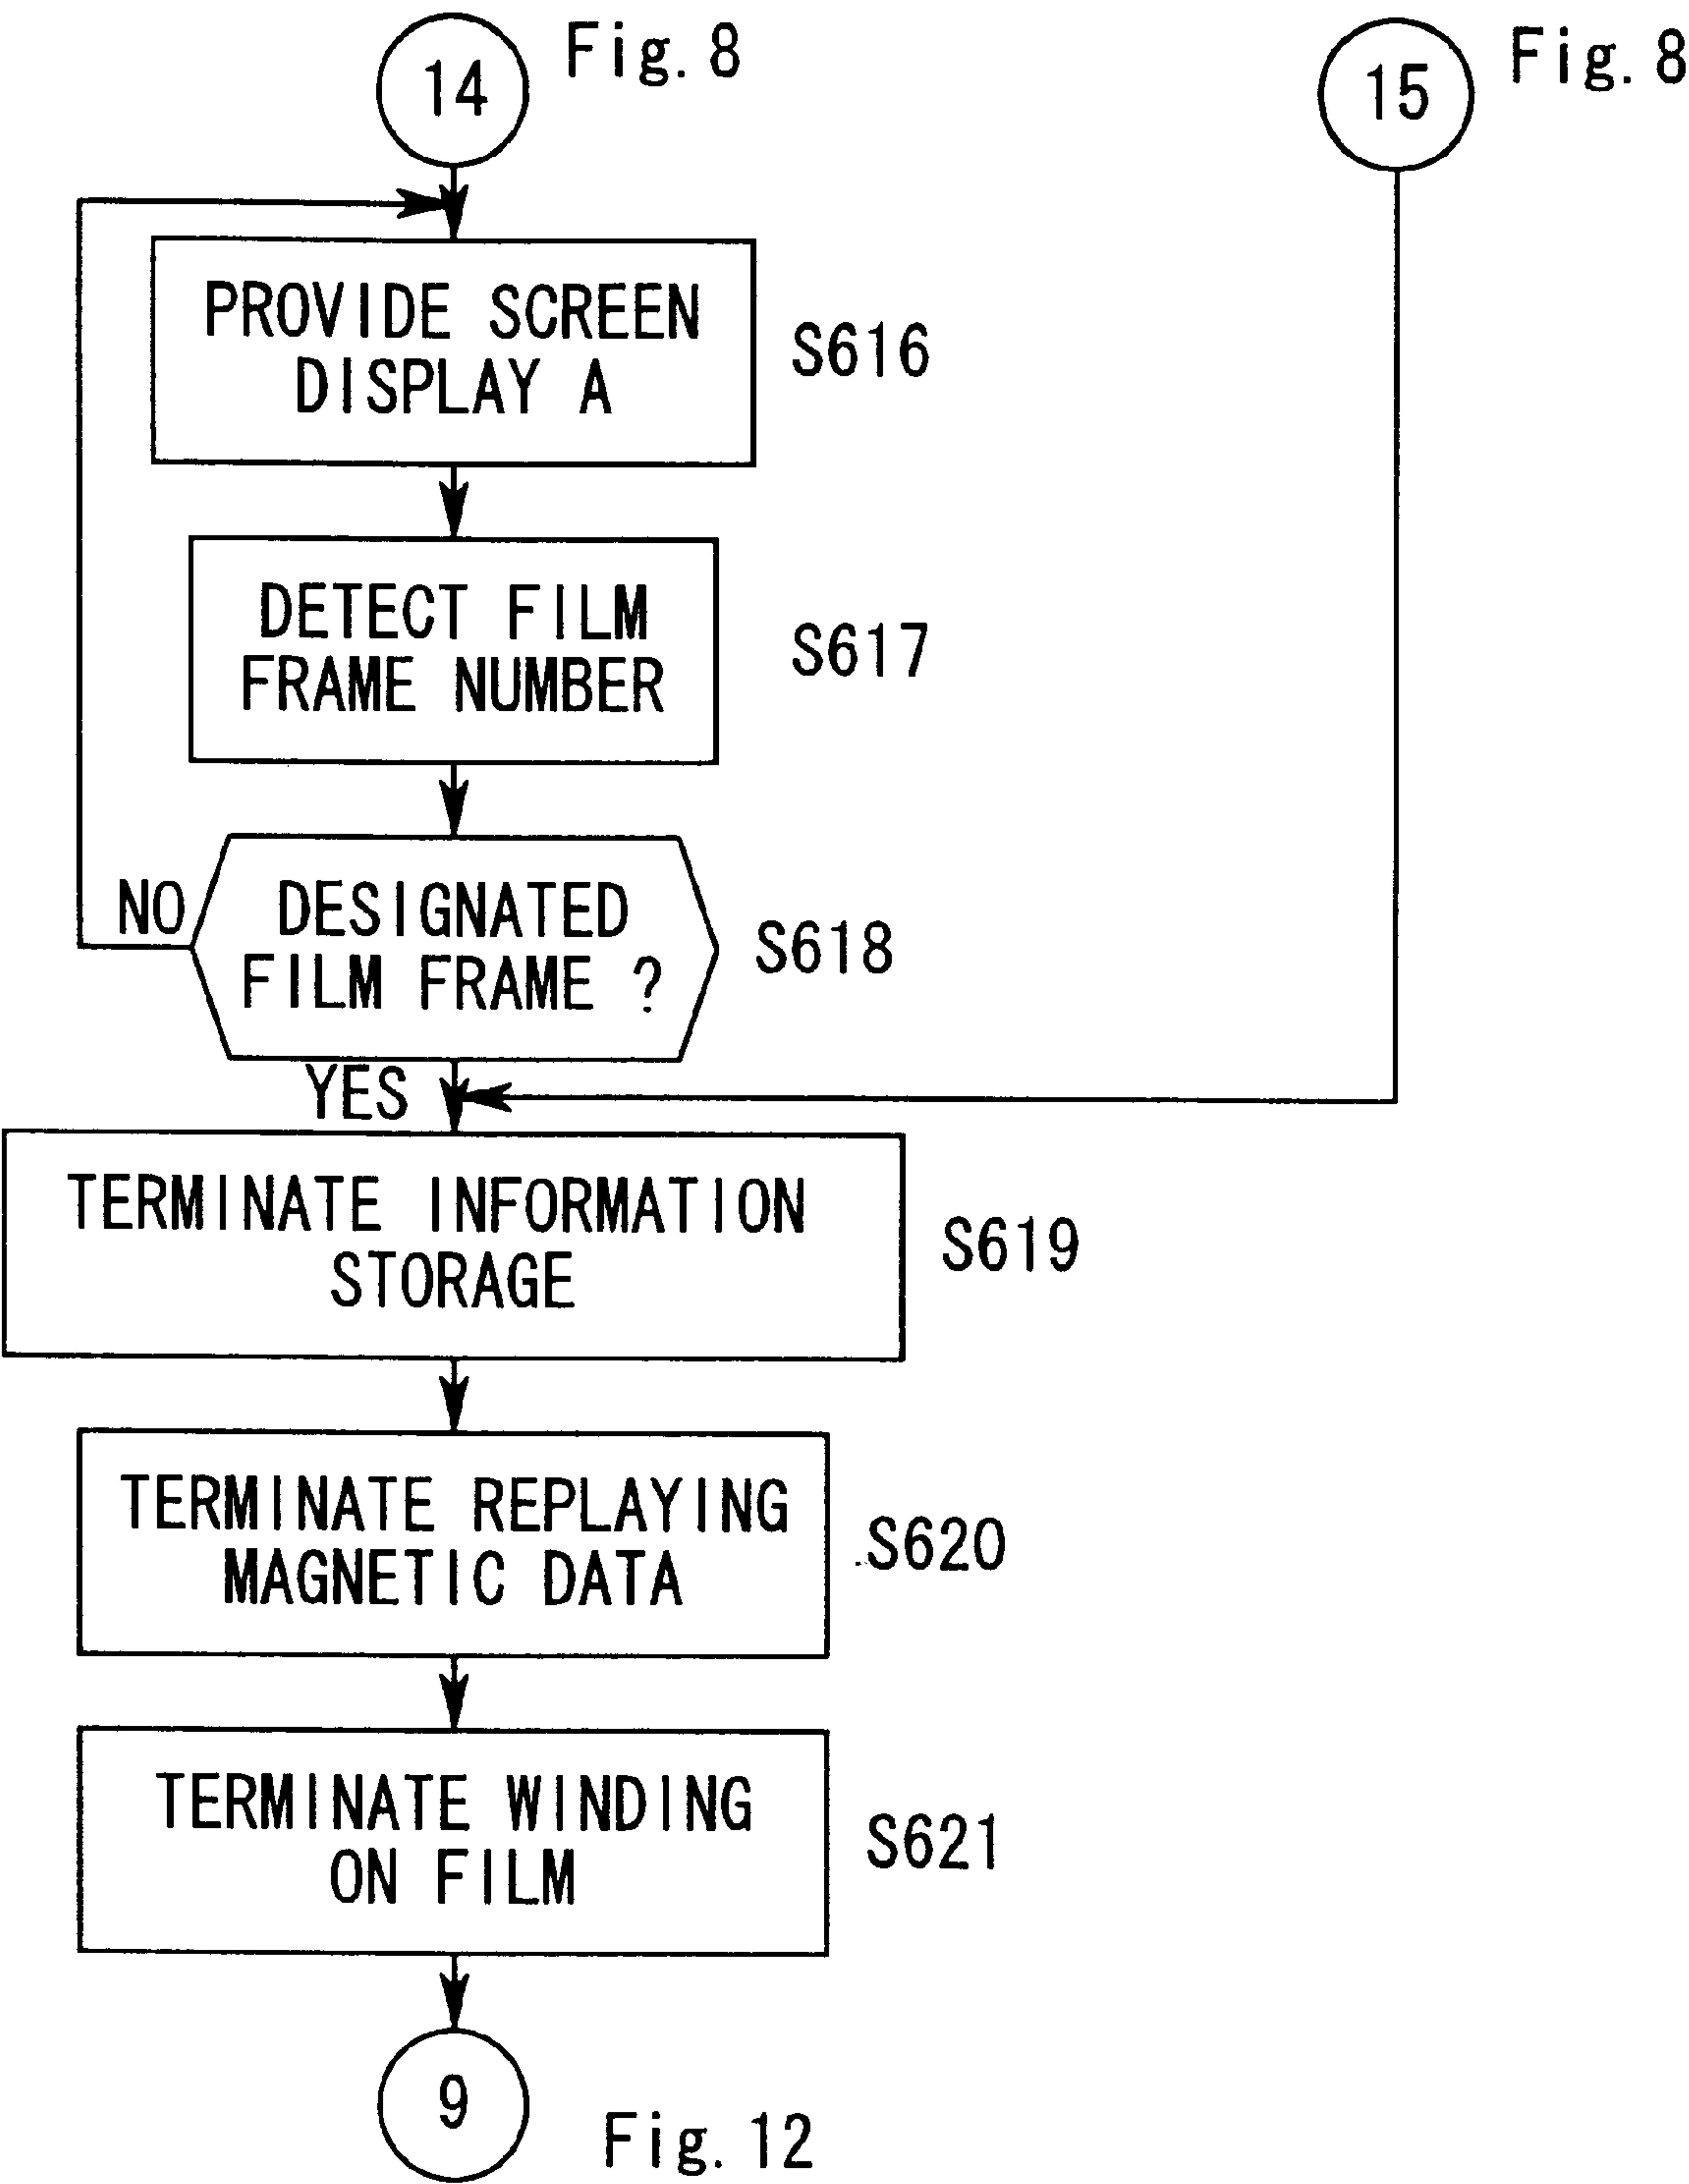 14
Fig. 8
15
Fig. 8
PROVIDE SCREEN
DISPLAY A
S616
DETECT FILM
FRAME NUMBER
S617
NO
DESIGNATED
FILM FRAME ?
S618
YES
TERMINATE INFORMATION
STORAGE
S619
TERMINATE REPLAYING
MAGNETIC DATA
S620
TERMINATE WINDING
ON FILM
S621
9
Fig. 12